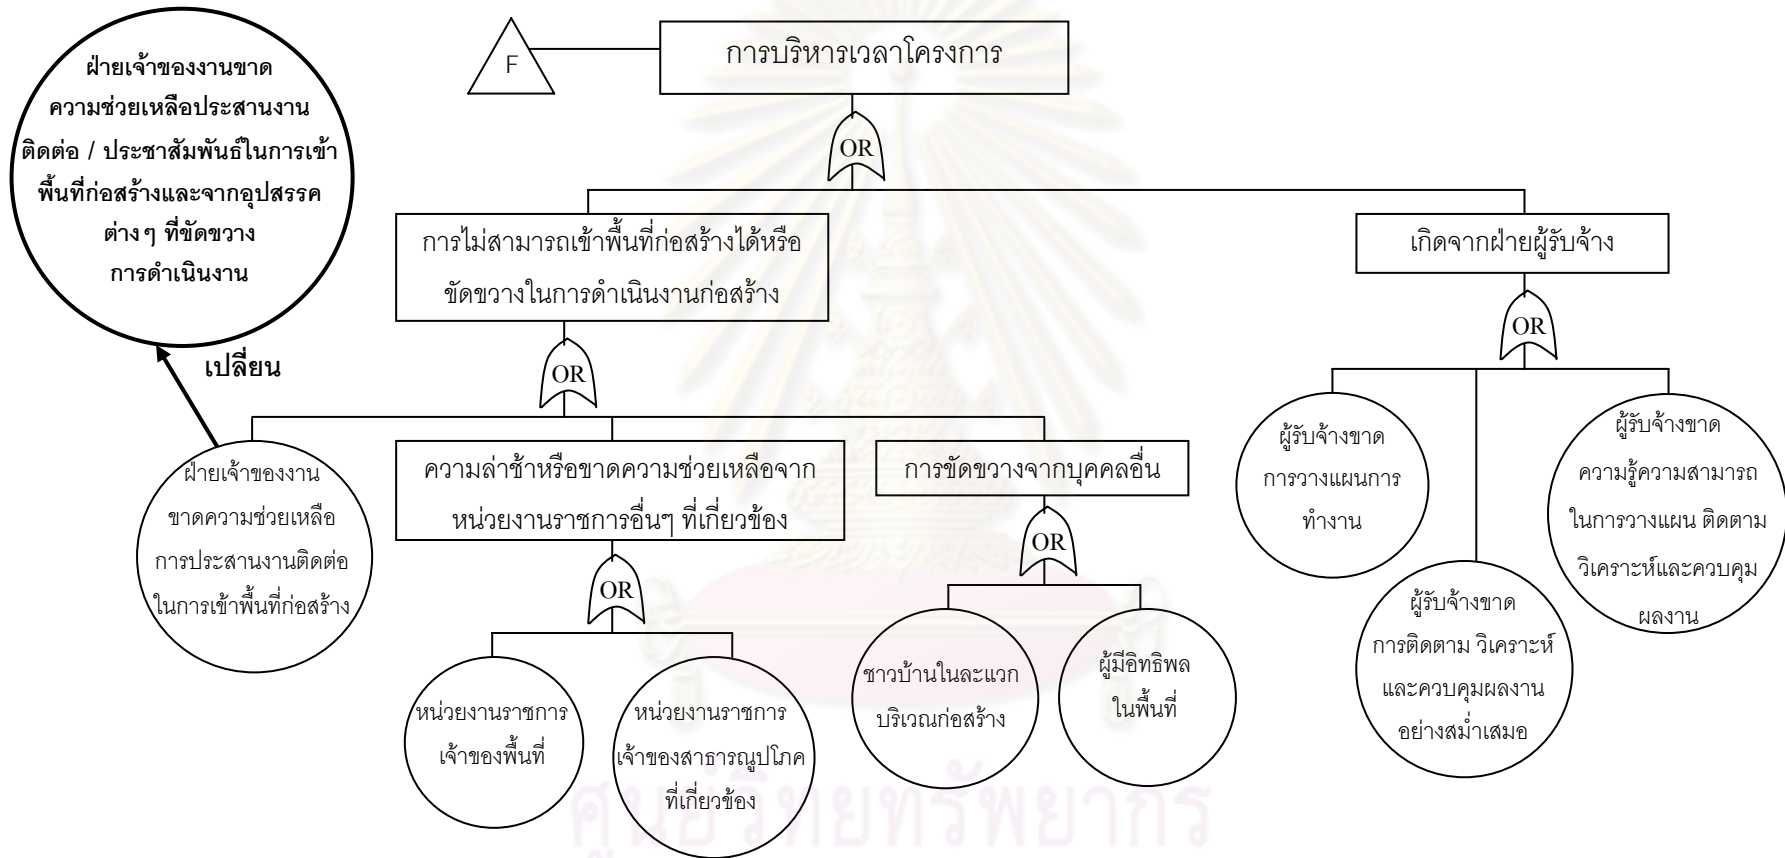 ฝ่ายเจ้าของงานขาด
ความช่วยเหลือประสานงาน
ติดต่อ / ประชาสัมพันธ์ในการเข้า
พื้นที่ก่อสร้างและจากอุปสรรค
ต่างๆ ที่ขัดขวาง
การดำเนินงาน
F
การบริหารเวลาโครงการ
OR
การไม่สามารถเข้าพื้นที่ก่อสร้างได้หรือ
ขัดขวางในการดำเนินงานก่อสร้าง
เกิดจากฝ่ายผู้รับจ้าง
เปลี่ยน
OR
OR
ฝ่ายเจ้าของงาน
ขาดความช่วยเหลือ
การประสานงานติดต่อ
ในการเข้าพื้นที่ก่อสร้าง
ความล่าช้าหรือขาดความช่วยเหลือจาก
หน่วยงานราชการอื่นๆ ที่เกี่ยวข้อง
การขัดขวางจากบุคคลอื่น
ผู้รับจ้างขาด
การวางแผนการ
ทำงาน
ผู้รับจ้างขาด
การติดตาม วิเคราะห์
และควบคุมผลงาน
อย่างสม่ำเสมอ
ผู้รับจ้างขาด
ความรู้ความสามารถ
ในการวางแผน ติดตาม
วิเคราะห์และควบคุม
ผลงาน
OR
OR
หน่วยงานราชการ
เจ้าของพื้นที่
หน่วยงานราชการ
เจ้าของสาธารณูปโภค
ที่เกี่ยวข้อง
ชาวบ้านในละแวก
บริเวณก่อสร้าง
ผู้มีอิทธิพล
ในพื้นที่
ศูนย์วิทยทรัพยากร